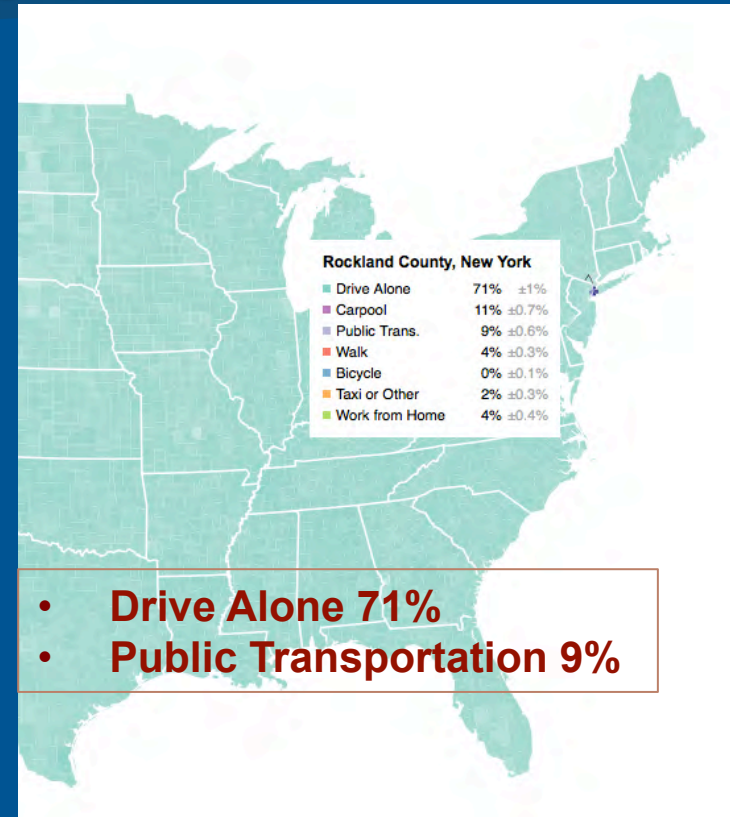 Rockland County, New York
Drive Alone 71% ±1%
Carpool 11% ±0.7%
Public Trans. 9% ±0.6%
Walk 4% ±0.3%
Bicycle 0% ±0.1%
Taxi or Other 2% ±0.3%
Work from Home 4% ±0.4%
• Drive Alone 71%
• Public Transportation 9%